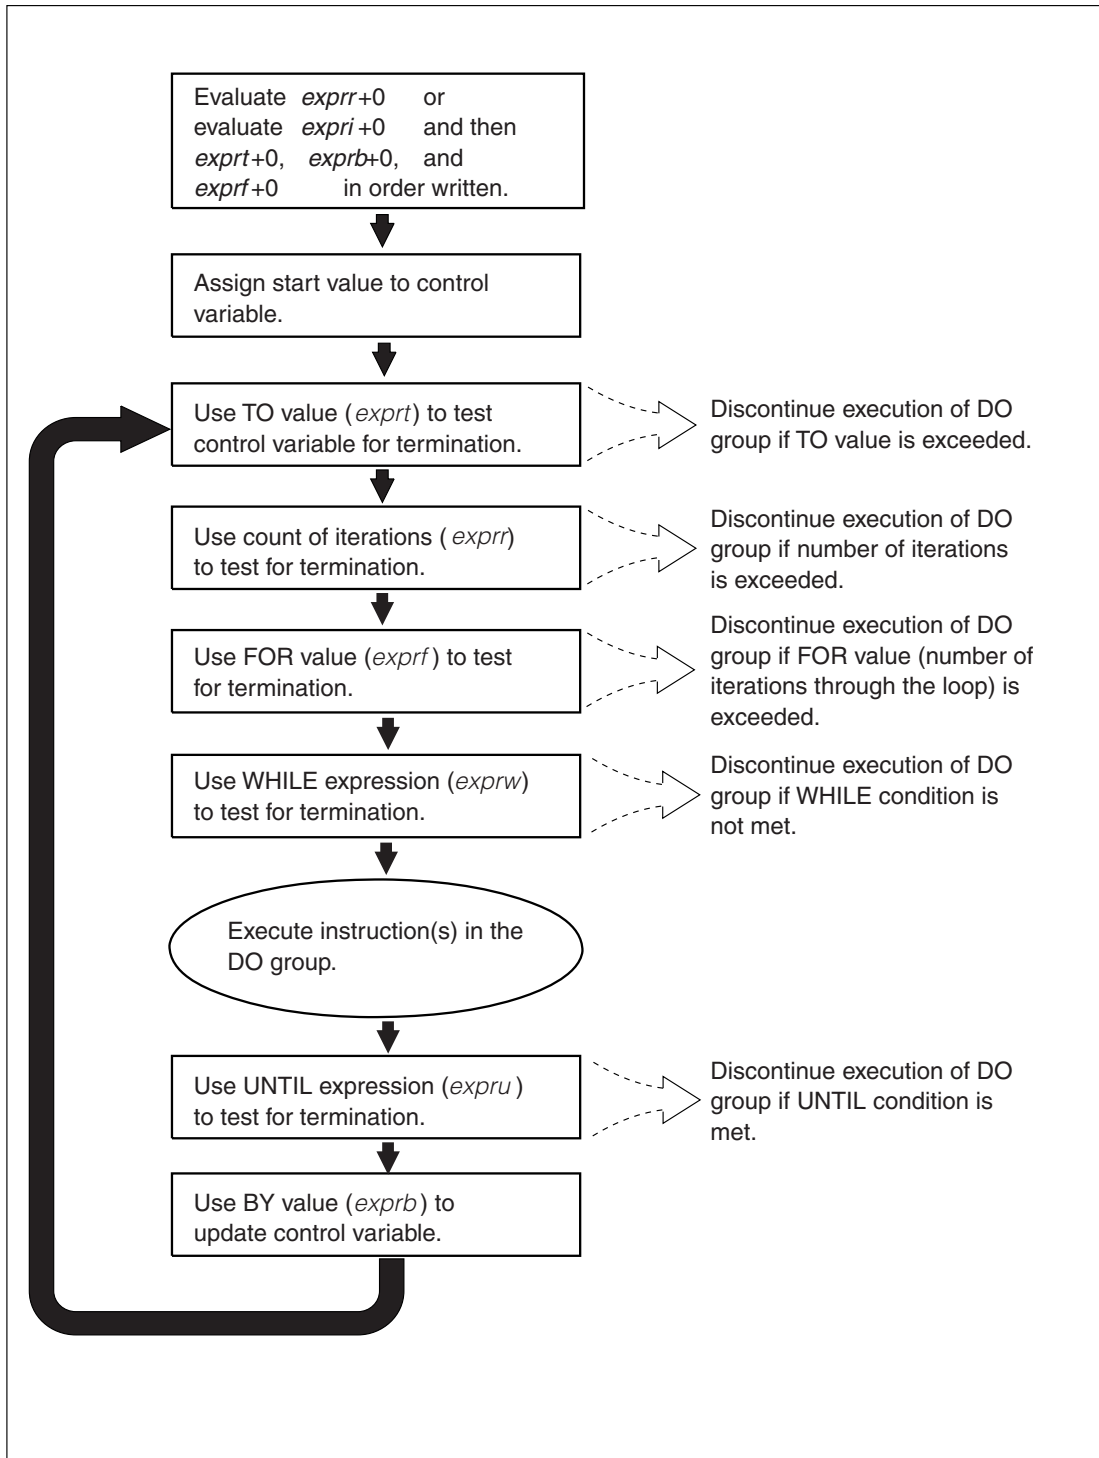 Evaluate exprr+0 or
evaluate expri+0 and then
exprt+0, exprb+0, and
exprf+0 in order written.
Assign start value to control
variable.
Use TO value (exprt) to test
control variable for termination.
Discontinue execution of DO
group if TO value is exceeded.
Use count of iterations (exprr)
to test for termination.
Discontinue execution of DO
group if number of iterations
is exceeded.
Use FOR value (exprf) to test
for termination.
Discontinue execution of DO
group if FOR value (number of
iterations through the loop) is
exceeded.
Use WHILE expression (exprw)
to test for termination.
Discontinue execution of DO
group if WHILE condition is
not met.
Execute instruction(s) in the
DO group.
Use UNTIL expression (expru)
to test for termination.
Discontinue execution of DO
group if UNTIL condition is
met.
Use BY value (exprb) to
update control variable.